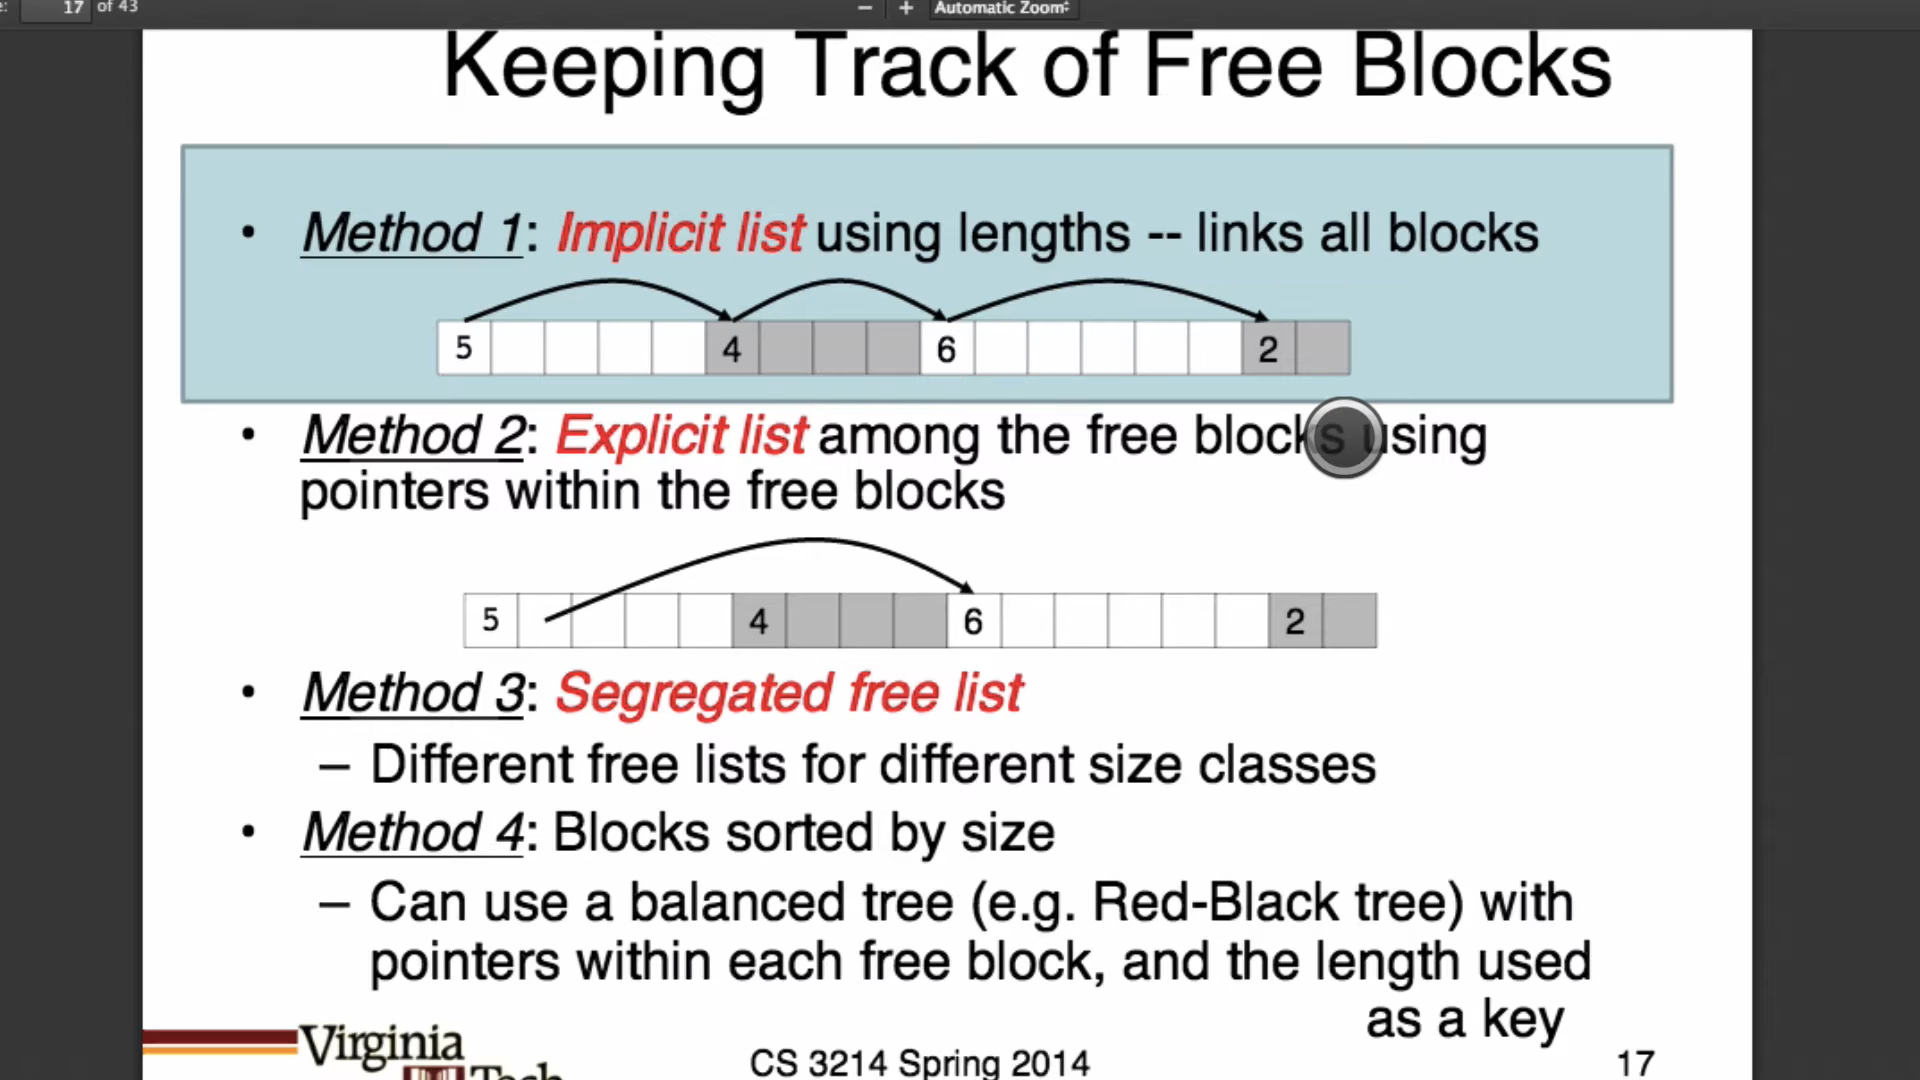 17 of 43
− + Automatic Zoom
Keeping Track of Free Blocks
• Method 1: Implicit list using lengths -- links all blocks
5 4 6 2
• Method 2: Explicit list among the free blocks using
pointers within the free blocks
5 4 6 2
• Method 3: Segregated free list
– Different free lists for different size classes
• Method 4: Blocks sorted by size
– Can use a balanced tree (e.g. Red-Black tree) with
pointers within each free block, and the length used
as a key
Virginia
Tech
CS 3214 Spring 2014
17